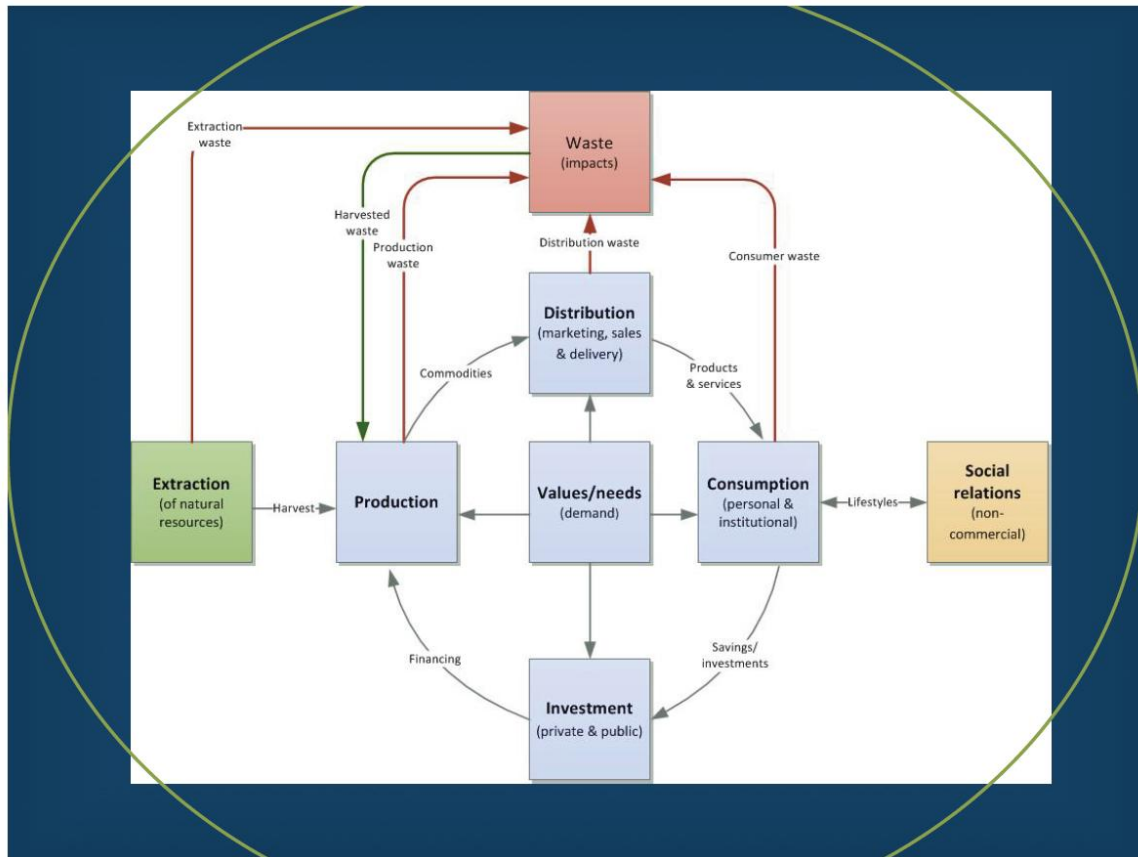 Extraction
waste
Waste
(impacts)
Harvested
waste
Production
waste
Distribution waste
Consumer waste
Distribution
(marketing, sales
& delivery)
Commodities
Products
& services
Extraction
(of natural
resources)
Harvest
Production
Values/needs
(demand)
Consumption
(personal &
institutional)
Lifestyles
Social
relations
(non-
commercial)
Financing
Savings/
investments
Investment
(private & public)